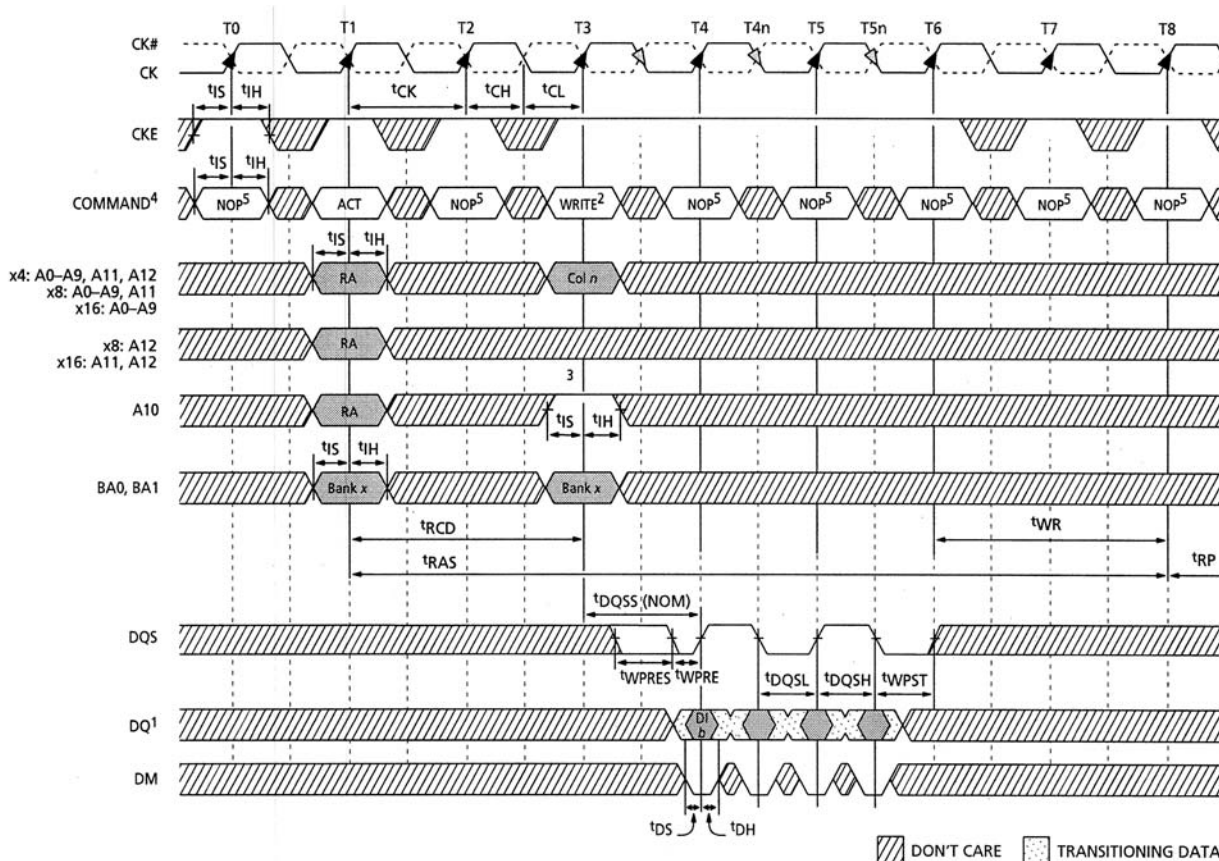 T0 T1 T2 T3 T4 T4n T5 T5n T6 T7 T8
CK#
CK
tIS tIH tCK tCH tCL
CKE
tIS tIH
COMMAND4 NOP5 ACT NOP5 WRITE2 NOP5 NOP5 NOP5 NOP5 NOP5
tIS tIH
x4: A0–A9, A11, A12 RA Col n
x8: A0–A9, A11
x16: A0–A9
x8: A12 RA
x16: A11, A12
3
A10 RA
tIS tIH
tIS tIH
BA0, BA1 Bank x Bank x
tRCD tWR
tRAS tRP
tDQSS (NOM)
DQS
tWPRES tWPRE tDQSL tDQSH tWPST
DQ1 DI
b
DM
tDS tDH
DON'T CARE TRANSITIONING DATA